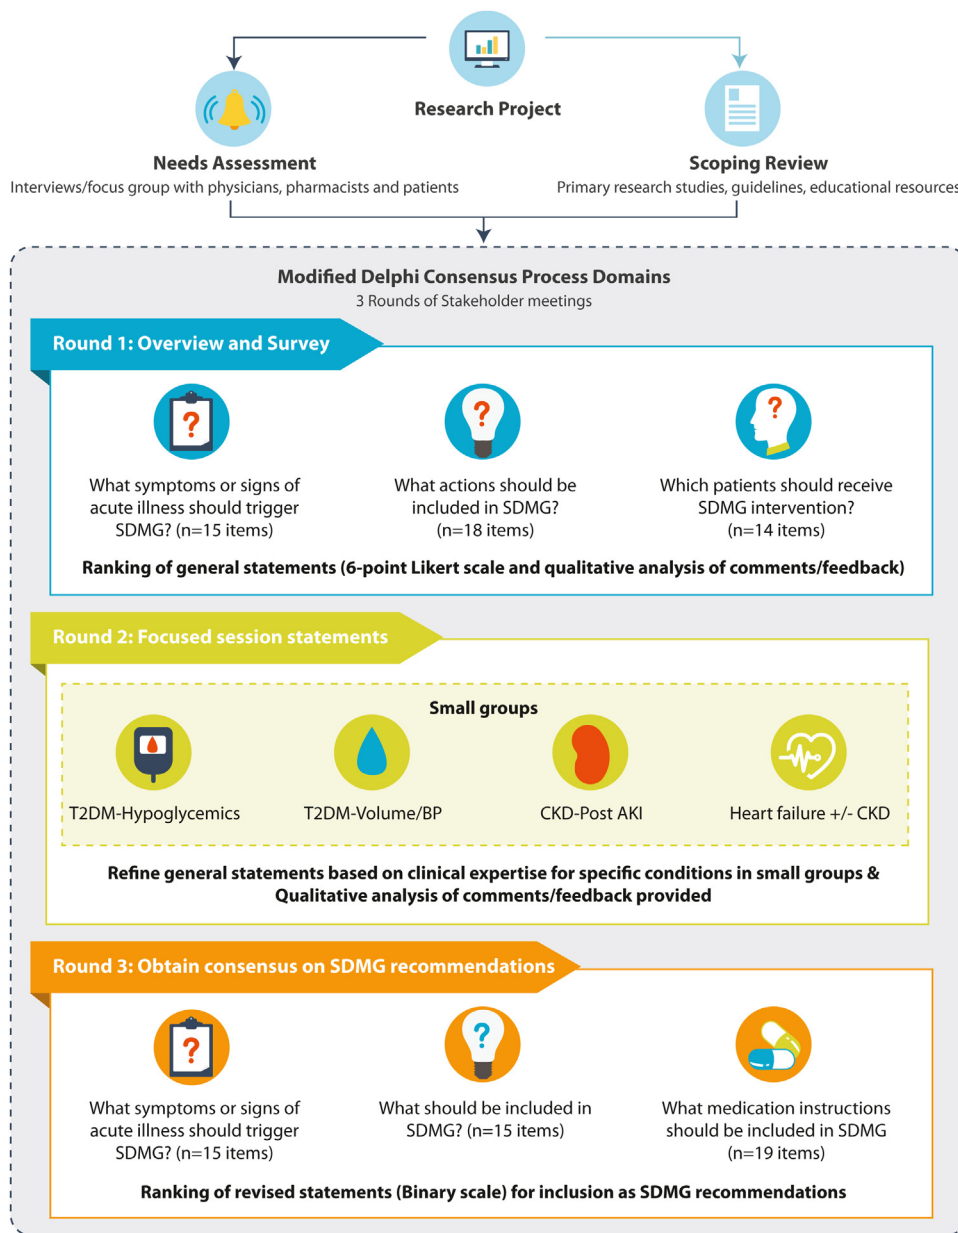 Research Project
Needs Assessment
Interviews/focus group with physicians, pharmacists and patients
Scoping Review
Primary research studies, guidelines, educational resources
Modified Delphi Consensus Process Domains
3 Rounds of Stakeholder meetings
Round 1: Overview and Survey
?
What symptoms or signs of
acute illness should trigger
SDMG? (n=15 items)
?
What actions should be
included in SDMG?
(n=18 items)
?
Which patients should receive
SDMG intervention?
(n=14 items)
Ranking of general statements (6-point Likert scale and qualitative analysis of comments/feedback)
Round 2: Focused session statements
Small groups
T2DM-Hypoglycemics
T2DM-Volume/BP
CKD-Post AKI
Heart failure +/- CKD
Refine general statements based on clinical expertise for specific conditions in small groups &
Qualitative analysis of comments/feedback provided
Round 3: Obtain consensus on SDMG recommendations
?
What symptoms or signs of
acute illness should trigger
SDMG? (n=15 items)
?
What should be included in
SDMG? (n=15 items)
What medication instructions
should be included in SDMG
(n=19 items)
Ranking of revised statements (Binary scale) for inclusion as SDMG recommendations